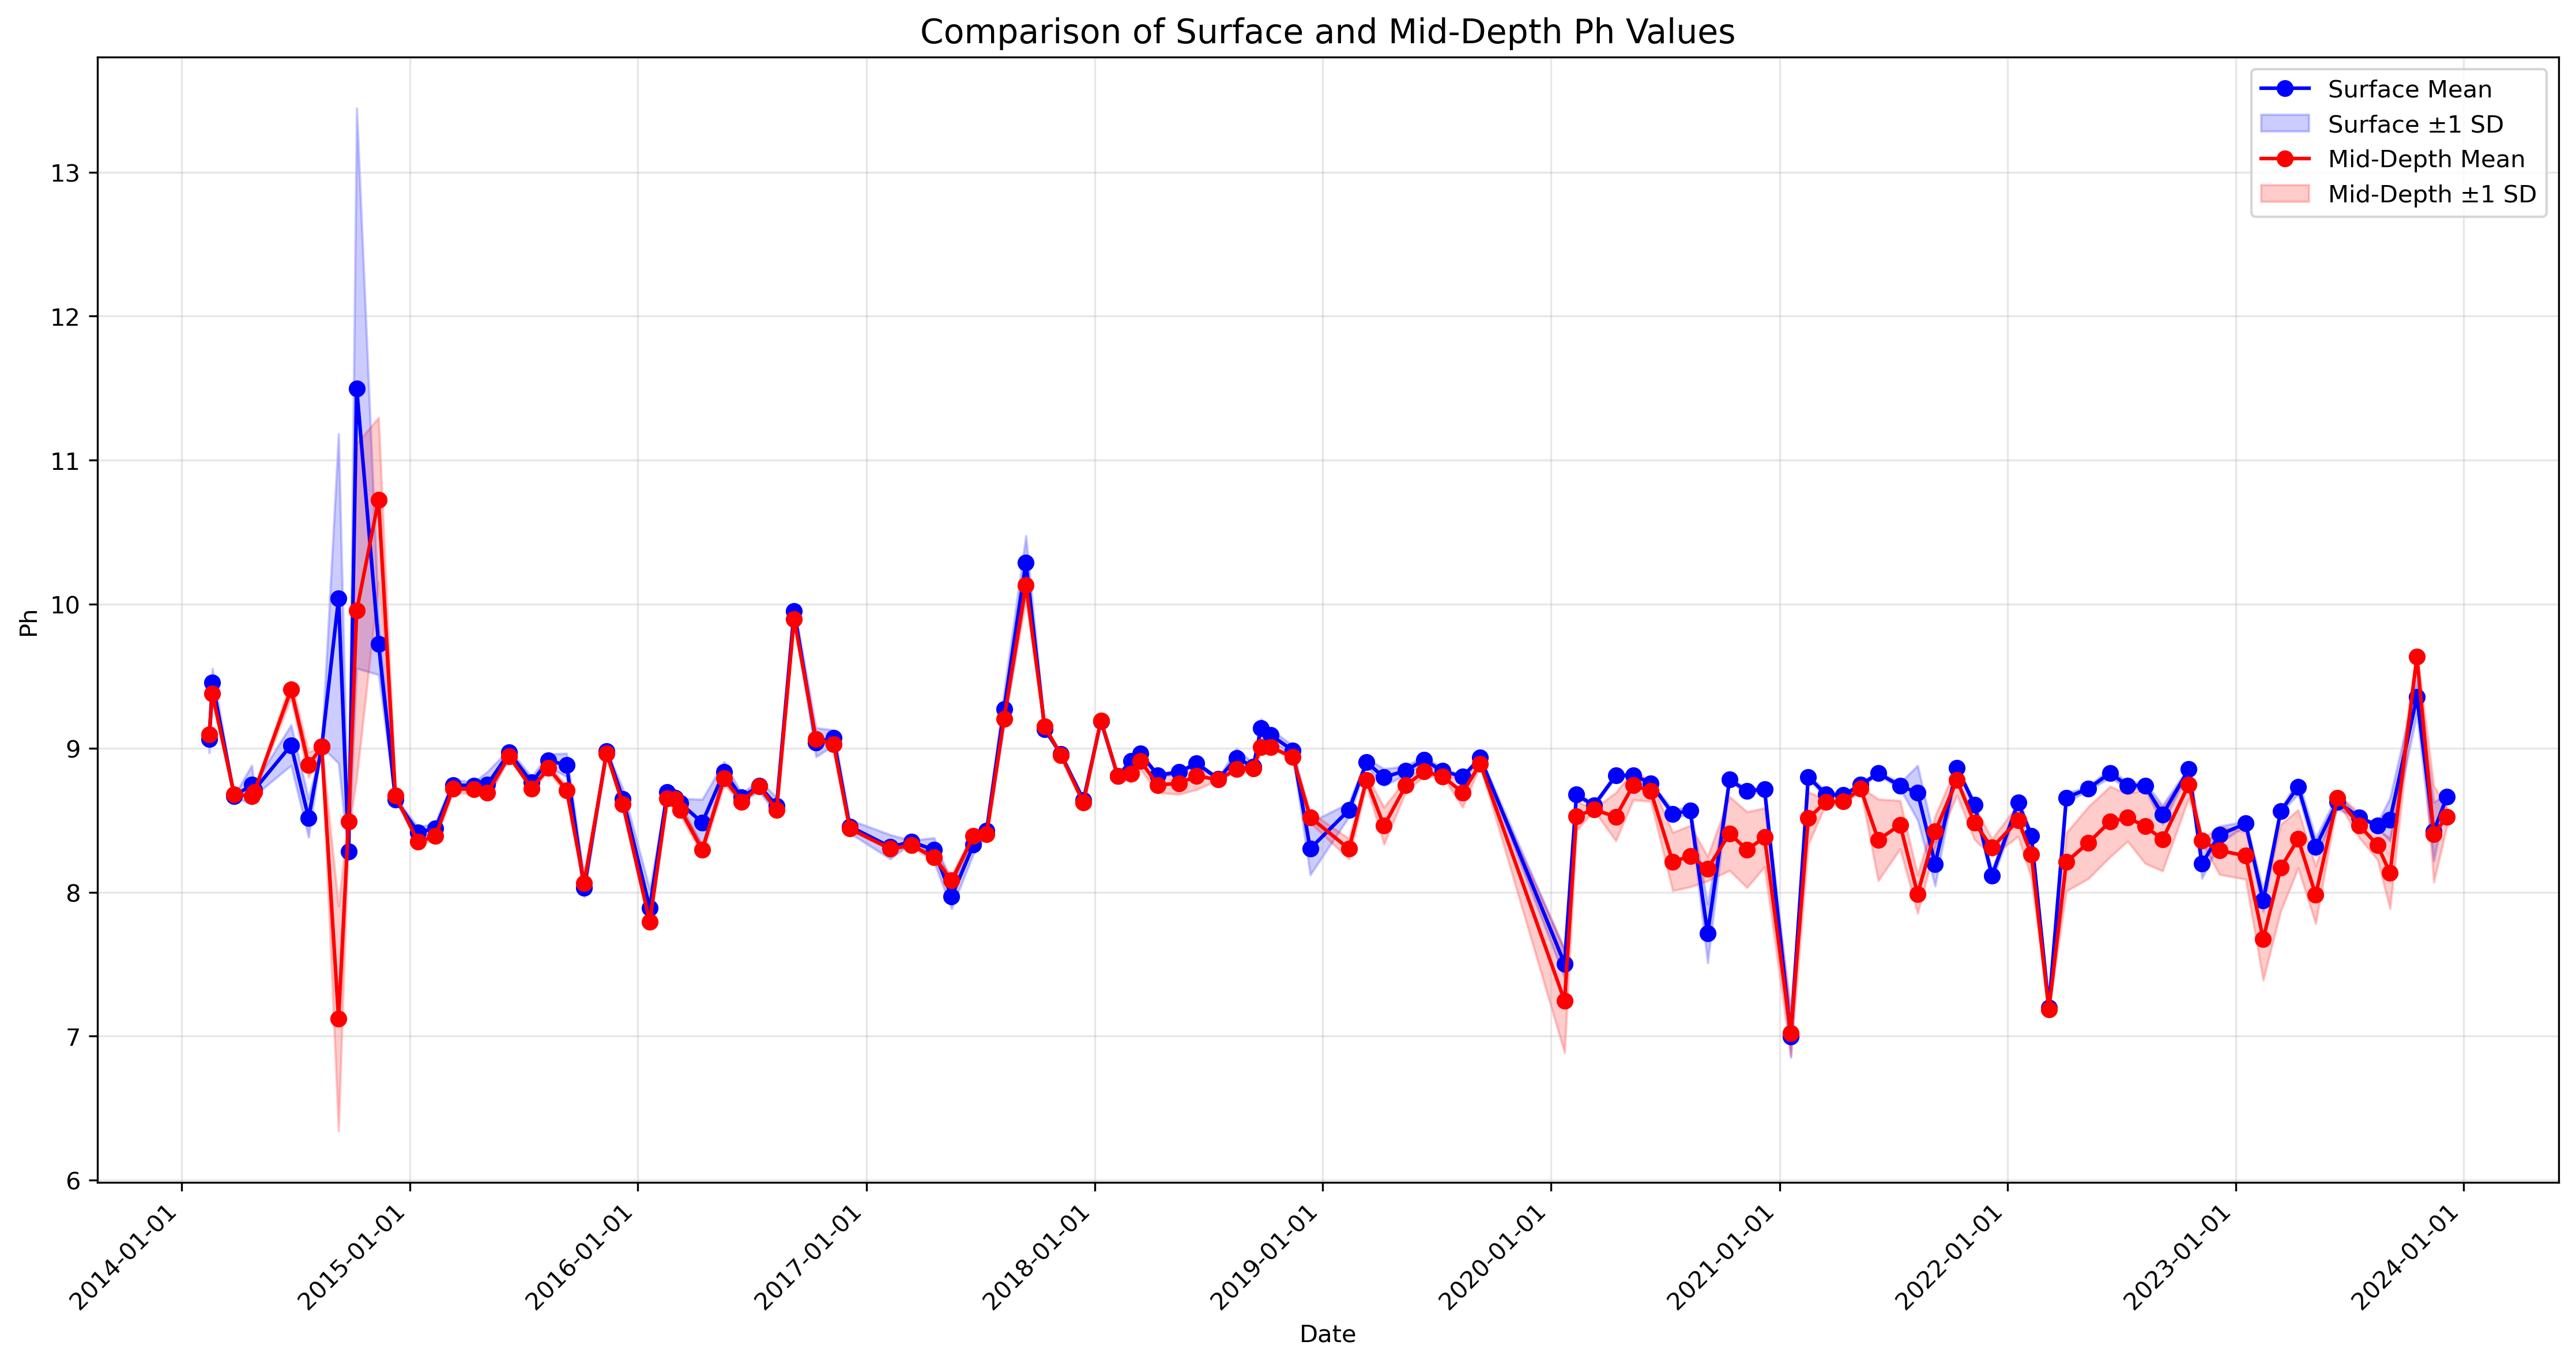 Comparison of Surface and Mid-Depth Ph Values
Surface Mean
Surface ±1 SD
Mid-Depth Mean
Mid-Depth ±1 SD
Ph
13
12
11
10
9
8
7
6
2014-01-01
2015-01-01
2016-01-01
2017-01-01
2018-01-01
2019-01-01
2020-01-01
2021-01-01
2022-01-01
2023-01-01
2024-01-01
Date